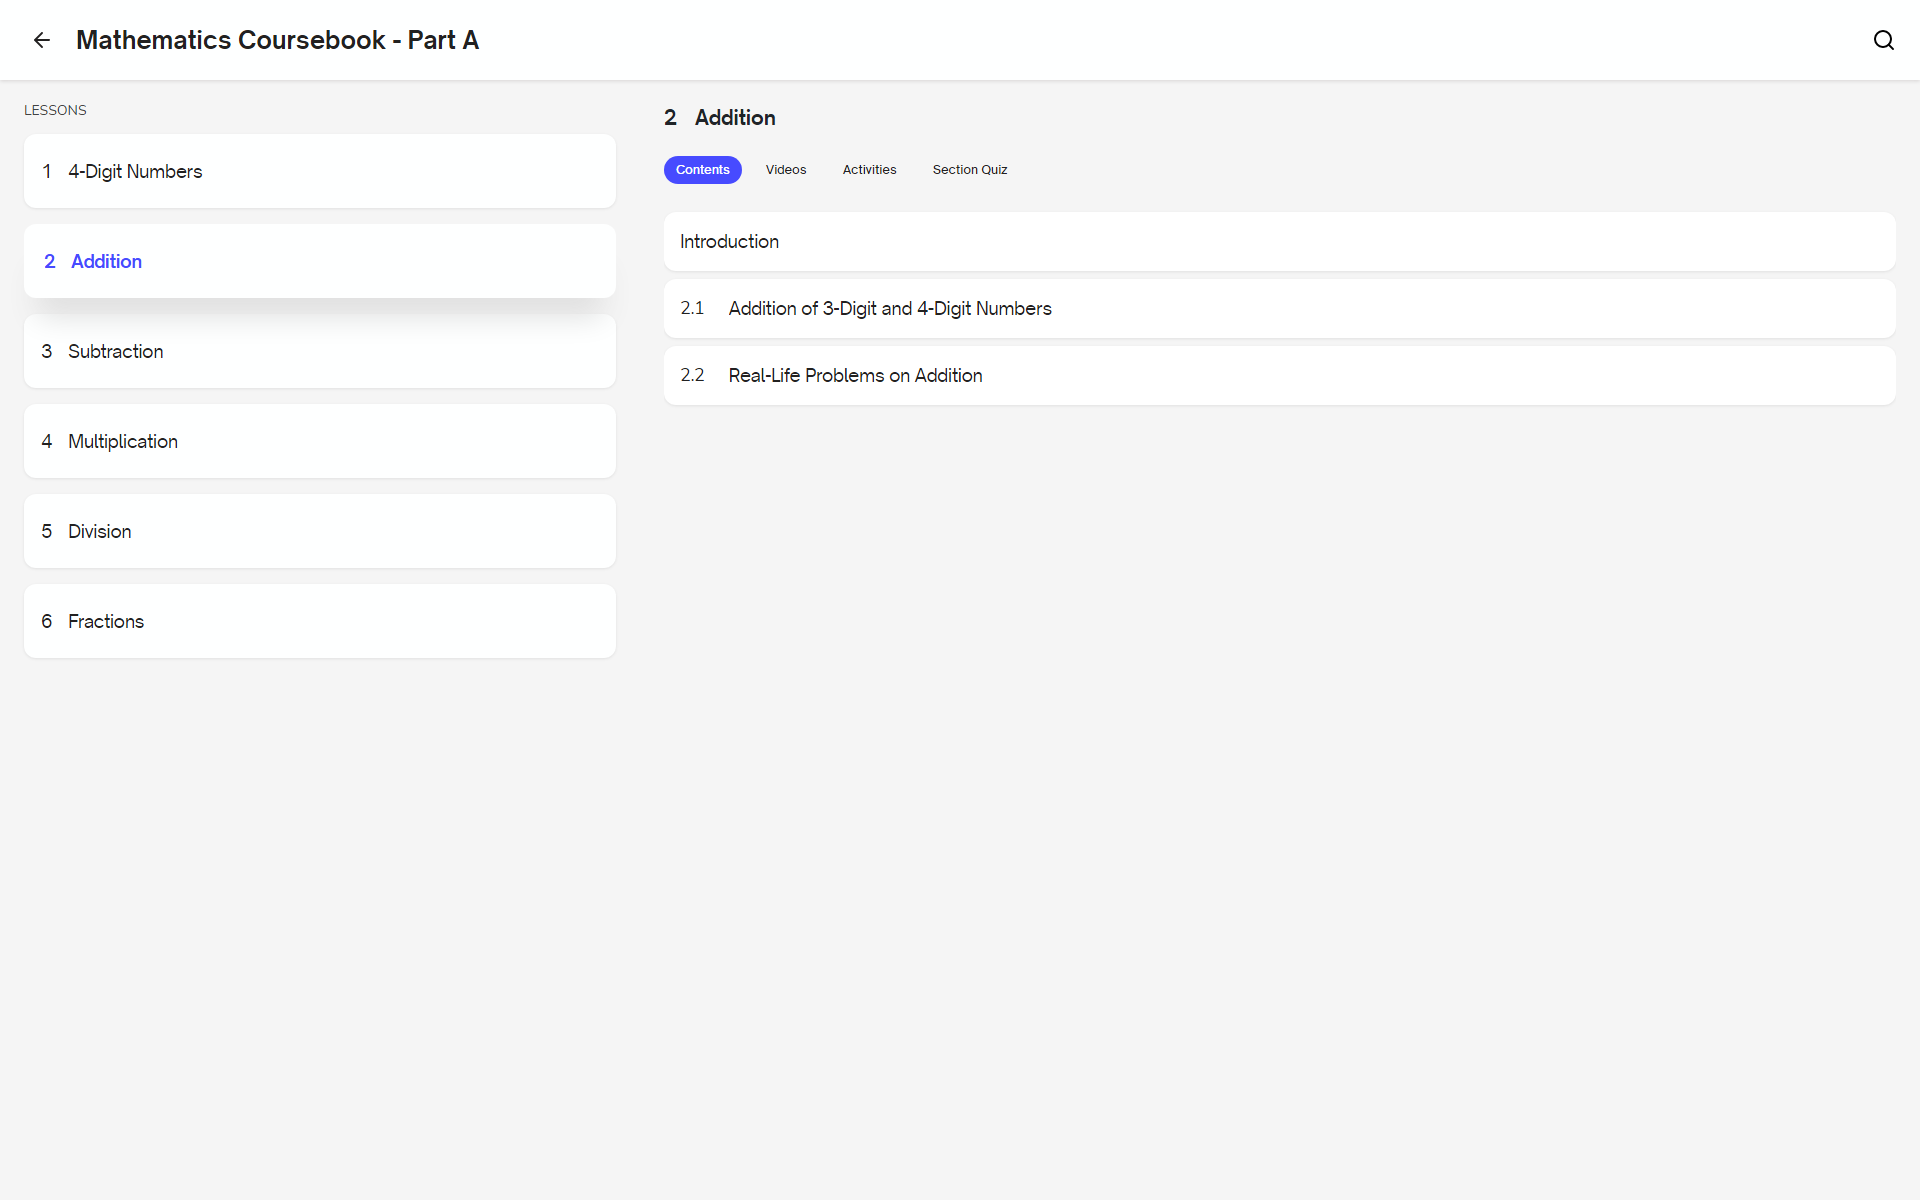 Mathematics Coursebook - Part A
LESSONS
1 4-Digit Numbers
2 Addition
3 Subtraction
4 Multiplication
5 Division
6 Fractions
2 Addition
Contents Videos Activities Section Quiz
Introduction
2.1 Addition of 3-Digit and 4-Digit Numbers
2.2 Real-Life Problems on Addition